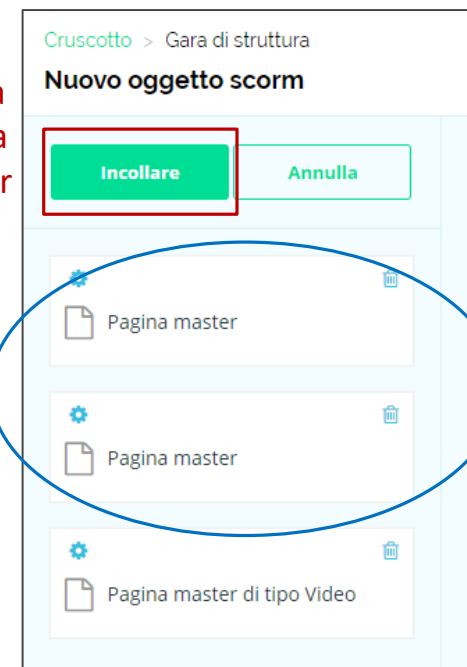 Cruscotto > Gara di struttura
Nuovo oggetto scorm
Incollare Annulla
Pagina master
Pagina master
Pagina master di tipo Video